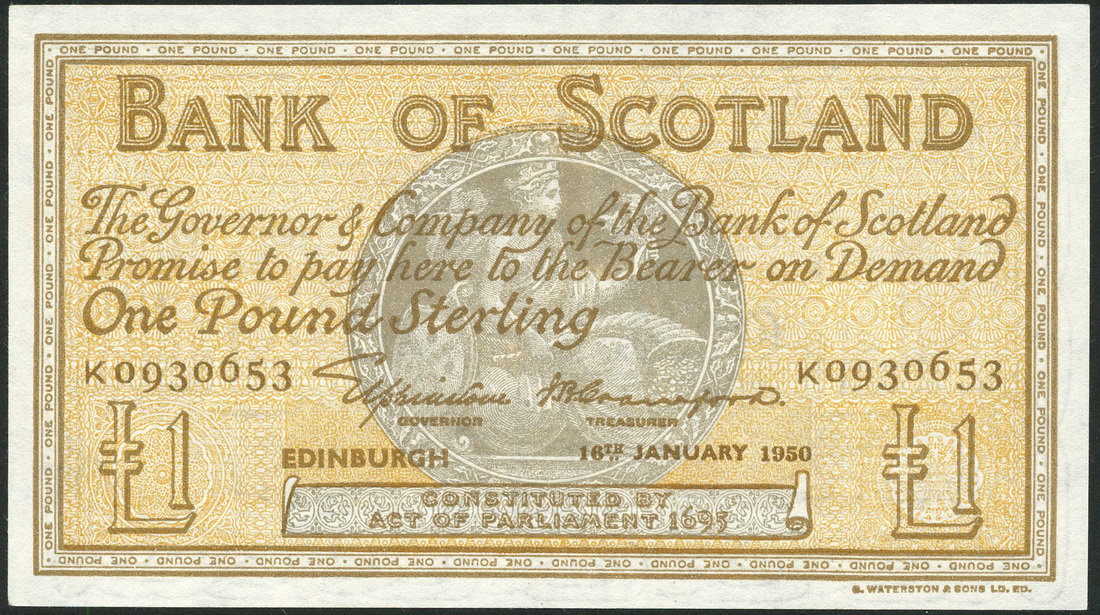 ONE POUND · ONE POUND · ONE POUND · ONE POUND · ONE POUND · ONE POUND · ONE POUND · ONE POUND · ONE POUND · ONE POUND
BANK OF SCOTLAND
The Governor & Company of the Bank of Scotland
Promise to pay here to the Bearer on Demand
One Pound Sterling
K0930653 K0930653
GOVERNOR TREASURER
EDINBURGH 16TH JANUARY 1950
£1 £1
CONSTITUTED BY
ACT OF PARLIAMENT 1695
G. WATERSTON & SONS LD. ED.